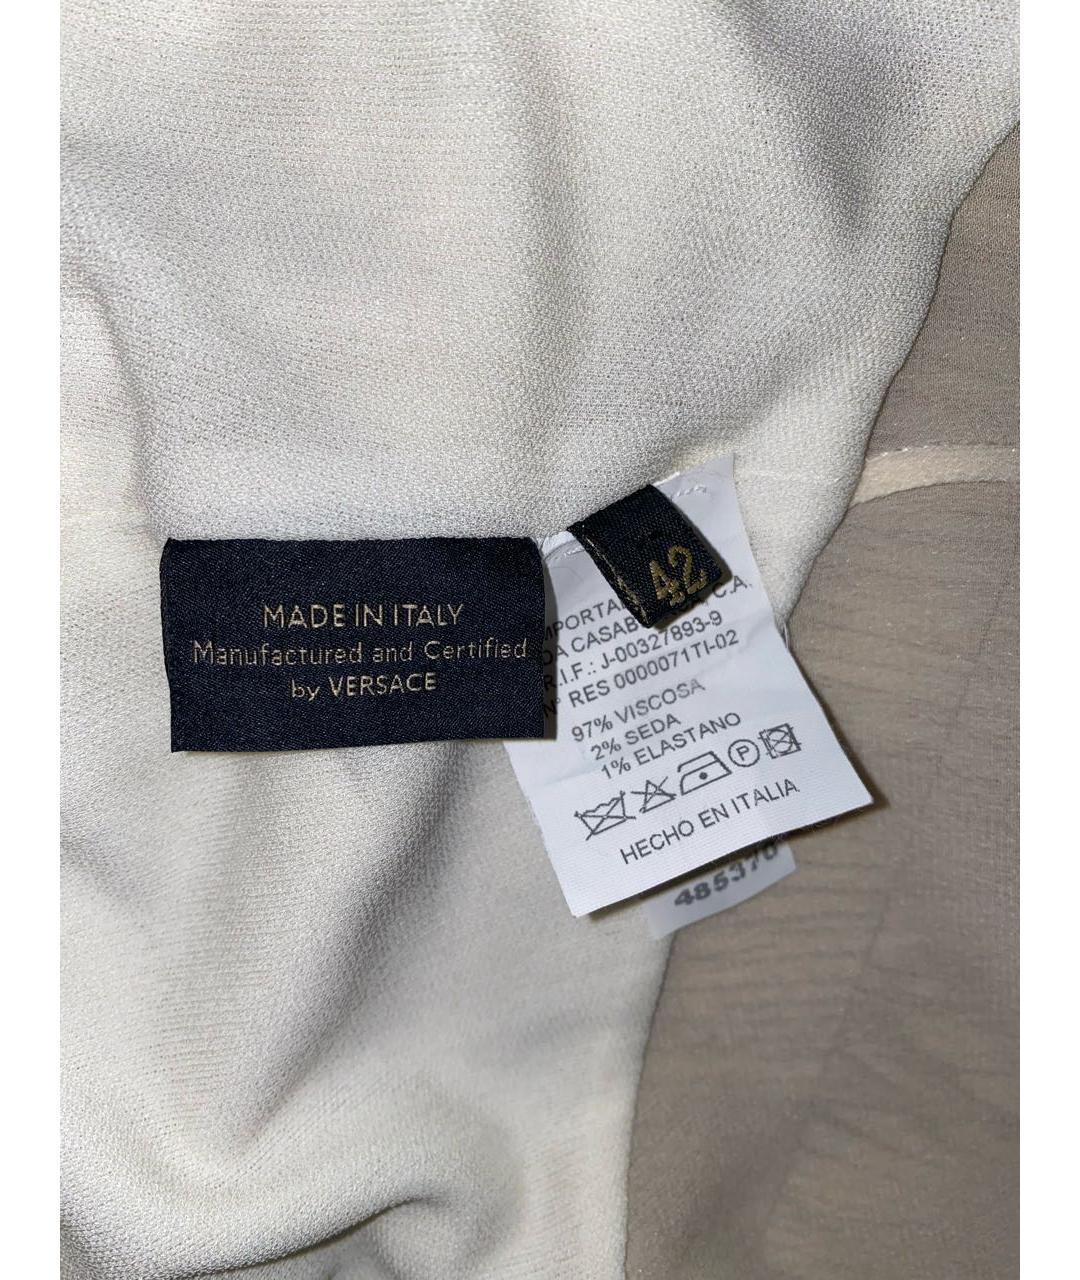 MADE IN ITALY
Manufactured and Certified
by VERSACE
42
C.A.
R.I.F.: J-00327893-9
N° RES 0000071TI-02
97% VISCOSA
2% SEDA
1% ELASTANO
P
HECHO EN ITALIA
485370